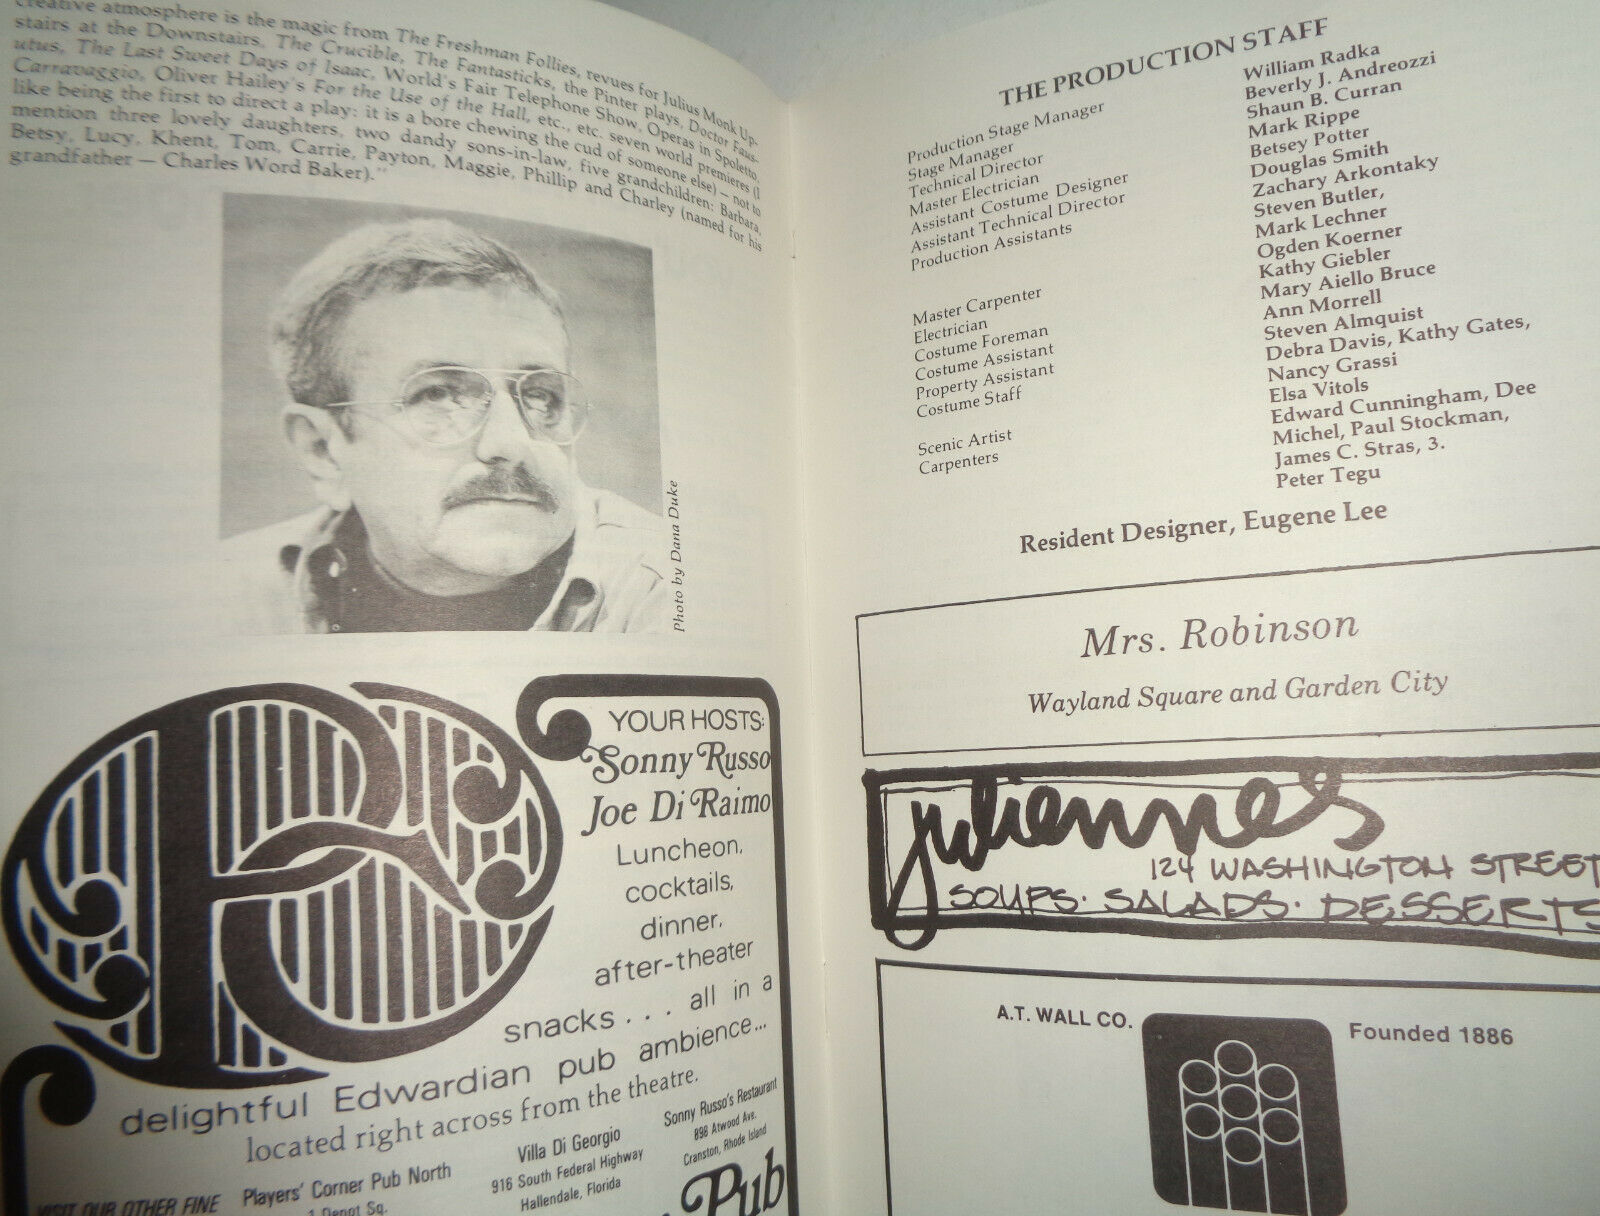 creative atmosphere is the magic from The Freshman Follies, revues for Julius Monk Up-
stairs at the Downstairs, The Crucible, The Fantasticks, the Pinter plays, Doctor Faus-
utus, The Last Sweet Days of Isaac, World's Fair Telephone Show, Operas in Spoletto,
Carravaggio, Oliver Hailey's For the Use of the Hall, etc., etc. seven world premieres (I
like being the first to direct a play: it is a bore chewing the cud of someone else) — not to
mention three lovely daughters, two dandy sons-in-law, five grandchildren: Barbara,
Betsy, Lucy, Khent, Tom, Carrie, Payton, Maggie, Phillip and Charley (named for his
grandfather — Charles Word Baker)."
Photo by Dana Duke
YOUR HOSTS:
Sonny Russo
Joe Di Raimo
Luncheon,
cocktails,
dinner,
after-theater
snacks . . . all in a
delightful Edwardian pub ambience...
located right across from the theatre.
VISIT OUR OTHER FINE
Players' Corner Pub North
1 Depot Sq.
Villa Di Georgio
916 South Federal Highway
Hallendale, Florida
Sonny Russo's Restaurant
898 Atwood Ave.
Cranston, Rhode Island
Pub
THE PRODUCTION STAFF
Production Stage Manager William Radka
Stage Manager Beverly J. Andreozzi
Technical Director Shaun B. Curran
Master Electrician Mark Rippe
Assistant Costume Designer Betsey Potter
Assistant Technical Director Douglas Smith
Production Assistants Zachary Arkontaky
Steven Butler,
Mark Lechner
Master Carpenter Ogden Koerner
Electrician Kathy Giebler
Costume Foreman Mary Aiello Bruce
Costume Assistant Ann Morrell
Property Assistant Steven Almquist
Costume Staff Debra Davis, Kathy Gates,
Nancy Grassi
Scenic Artist Elsa Vitols
Carpenters Edward Cunningham, Dee
Michel, Paul Stockman,
James C. Stras, 3.
Peter Tegu
Resident Designer, Eugene Lee
Mrs. Robinson
Wayland Square and Garden City
juliennes
124 WASHINGTON STREET
SOUPS · SALADS · DESSERTS
A.T. WALL CO.
Founded 1886